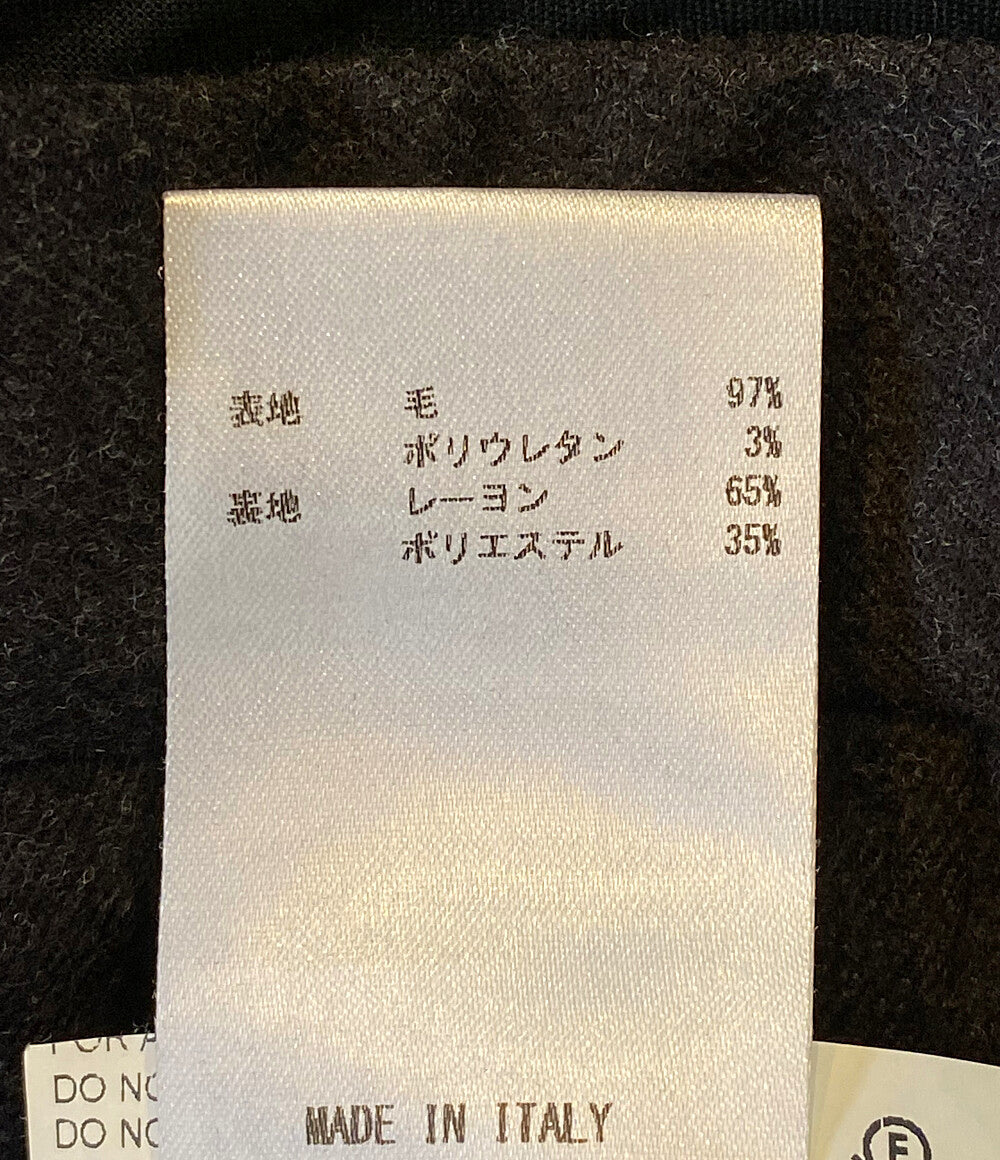 表地 毛 97%
ポリウレタン 3%
裏地 レーヨン 65%
ポリエステル 35%
FOR A
DO NO
DO NO
MADE IN ITALY
F